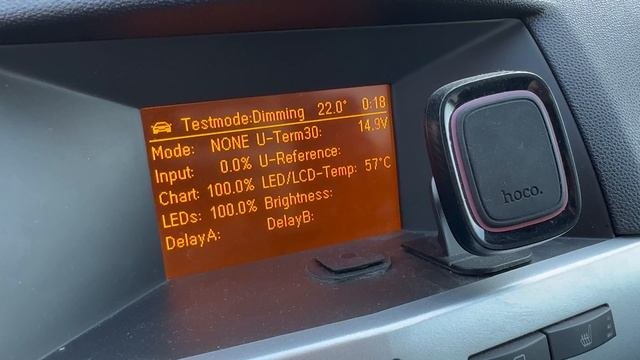 Testmode:Dimming 22.0° 0:18
Mode: NONE U-Term30: 14.9V
Input: 0.0% U-Reference:
Chart: 100.0% LED/LCD-Temp: 57°C
LEDs: 100.0% Brightness:
DelayA: DelayB:
hoco.